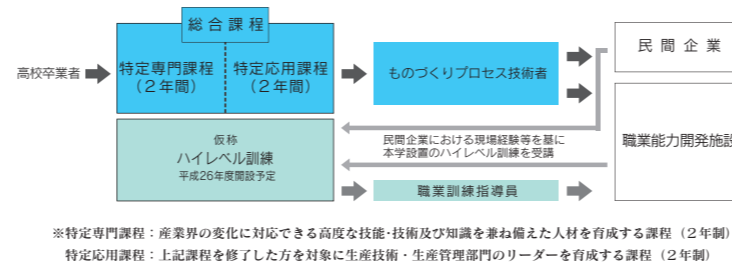 総合課程
民間企業
高校卒業者
特定専門課程
（２年間）
特定応用課程
（２年間）
ものづくりプロセス技術者
仮称
ハイレベル訓練
平成26年度開設予定
民間企業における現場経験等を基に
本学設置のハイレベル訓練を受講
職業能力開発施設
職業訓練指導員
※特定専門課程：産業界の変化に対応できる高度な技能・技術及び知識を兼ね備えた人材を育成する課程（２年制）
特定応用課程：上記課程を修了した方を対象に生産技術・生産管理部門のリーダーを育成する課程（２年制）